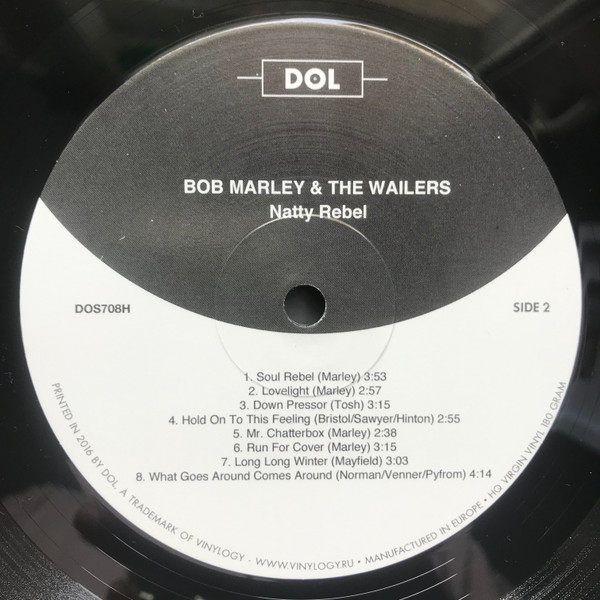 DOL
BOB MARLEY & THE WAILERS
Natty Rebel
DOS708H
SIDE 2
1. Soul Rebel (Marley) 3:53
2. Lovelight (Marley) 2:57
3. Down Pressor (Tosh) 3:15
4. Hold On To This Feeling (Bristol/Sawyer/Hinton) 2:55
5. Mr. Chatterbox (Marley) 2:38
6. Run For Cover (Marley) 3:15
7. Long Long Winter (Mayfield) 3:03
8. What Goes Around Comes Around (Norman/Venner/Pyfrom) 4:14
PRINTED IN 2016 BY DOL, A TRADEMARK OF VINYLOGY - WWW.VINYLOGY.RU • MANUFACTURED IN EUROPE • HQ VIRGIN VINYL 180 GRAM